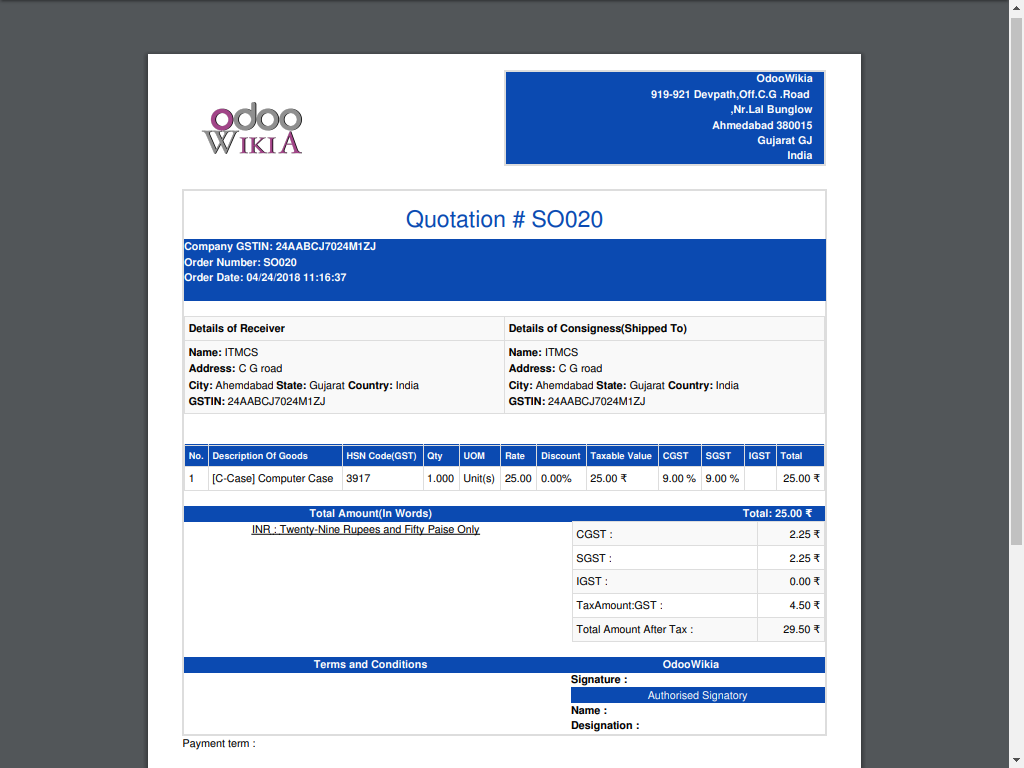 odoo
WIKIA
OdooWikia
919-921 Devpath,Off.C.G .Road
,Nr.Lal Bunglow
Ahmedabad 380015
Gujarat GJ
India
Quotation # SO020
Company GSTIN: 24AABCJ7024M1ZJ
Order Number: SO020
Order Date: 04/24/2018 11:16:37
Details of Receiver Details of Consigness(Shipped To)
Name: ITMCS Name: ITMCS
Address: C G road Address: C G road
City: Ahemdabad State: Gujarat Country: India City: Ahemdabad State: Gujarat Country: India
GSTIN: 24AABCJ7024M1ZJ GSTIN: 24AABCJ7024M1ZJ
No. Description Of Goods HSN Code(GST) Qty UOM Rate Discount Taxable Value CGST SGST IGST Total
1 [C-Case] Computer Case 3917 1.000 Unit(s) 25.00 0.00% 25.00 ₹ 9.00 % 9.00 % 25.00 ₹
Total Amount(In Words) Total: 25.00 ₹
INR : Twenty-Nine Rupees and Fifty Paise Only
CGST : 2.25 ₹
SGST : 2.25 ₹
IGST : 0.00 ₹
TaxAmount:GST : 4.50 ₹
Total Amount After Tax : 29.50 ₹
Terms and Conditions OdooWikia
Signature :
Authorised Signatory
Name :
Designation :
Payment term :